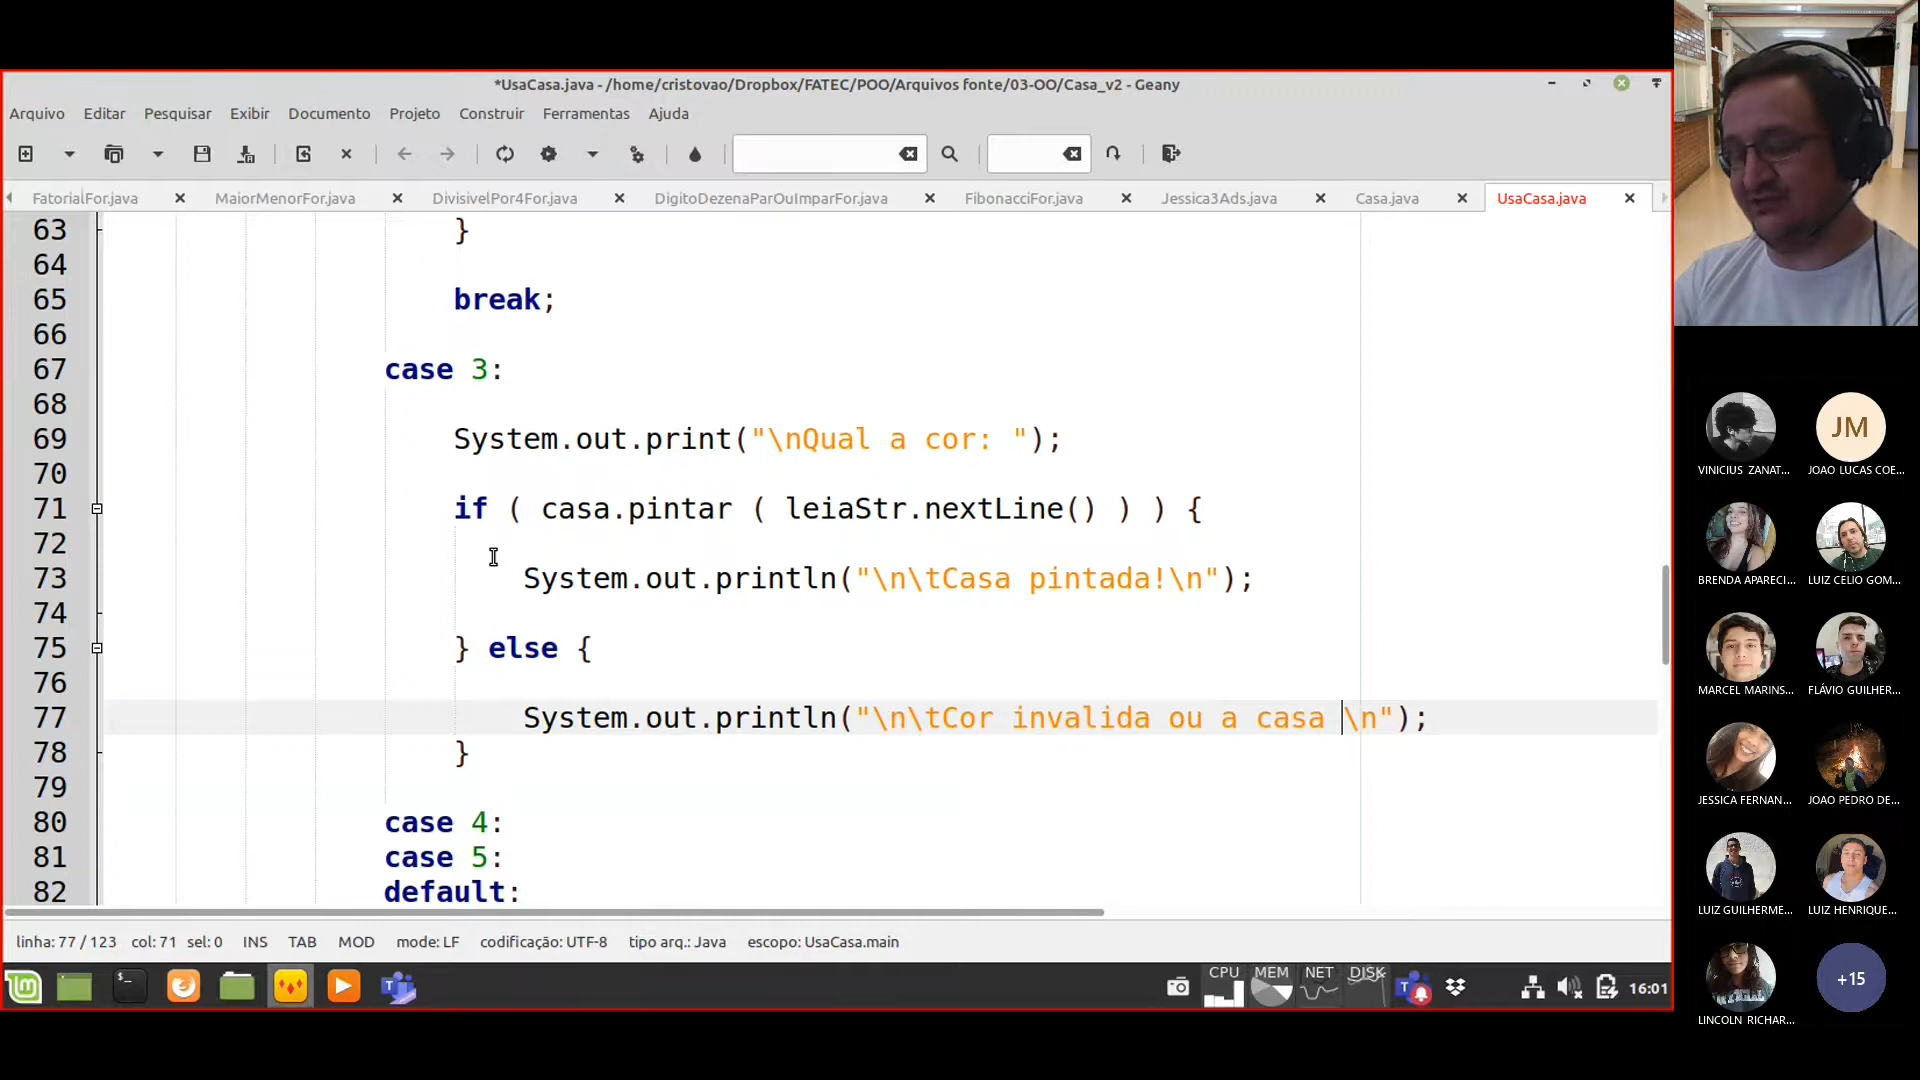 *UsaCasa.java - /home/cristovao/Dropbox/FATEC/POO/Arquivos fonte/03-OO/Casa_v2 - Geany
Arquivo Editar Pesquisar Exibir Documento Projeto Construir Ferramentas Ajuda
FatorialFor.java MaiorMenorFor.java DivisivelPor4For.java DigitoDezenaParOuImparFor.java FibonacciFor.java Jessica3Ads.java Casa.java UsaCasa.java
63 }
64
65 break;
66
67 case 3:
68
69 System.out.print("\nQual a cor: ");
70
71 if ( casa.pintar ( leiaStr.nextLine() ) ) {
72
73 System.out.println("\n\tCasa pintada!\n");
74
75 } else {
76
77 System.out.println("\n\tCor invalida ou a casa \n");
78 }
79
80 case 4:
81 case 5:
82 default:
linha: 77 / 123 col: 71 sel: 0 INS TAB MOD mode: LF codificação: UTF-8 tipo arq.: Java escopo: UsaCasa.main
CPU MEM NET DISK 16:01
JM
VINICIUS ZANAT... JOAO LUCAS COE...
BRENDA APARECI... LUIZ CELIO GOM...
MARCEL MARINS... FLÁVIO GUILHER...
JESSICA FERNAN... JOAO PEDRO DE...
LUIZ GUILHERME... LUIZ HENRIQUE...
+15
LINCOLN RICHAR...